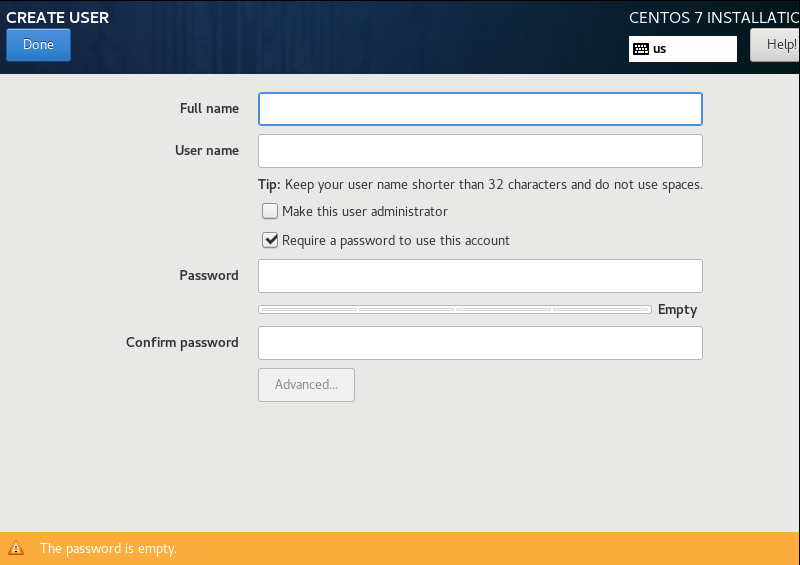 CREATE USER
CENTOS 7 INSTALLATIO
Done
us
Help!
Full name
User name
Tip: Keep your user name shorter than 32 characters and do not use spaces.
Make this user administrator
Require a password to use this account
Password
Empty
Confirm password
Advanced...
The password is empty.